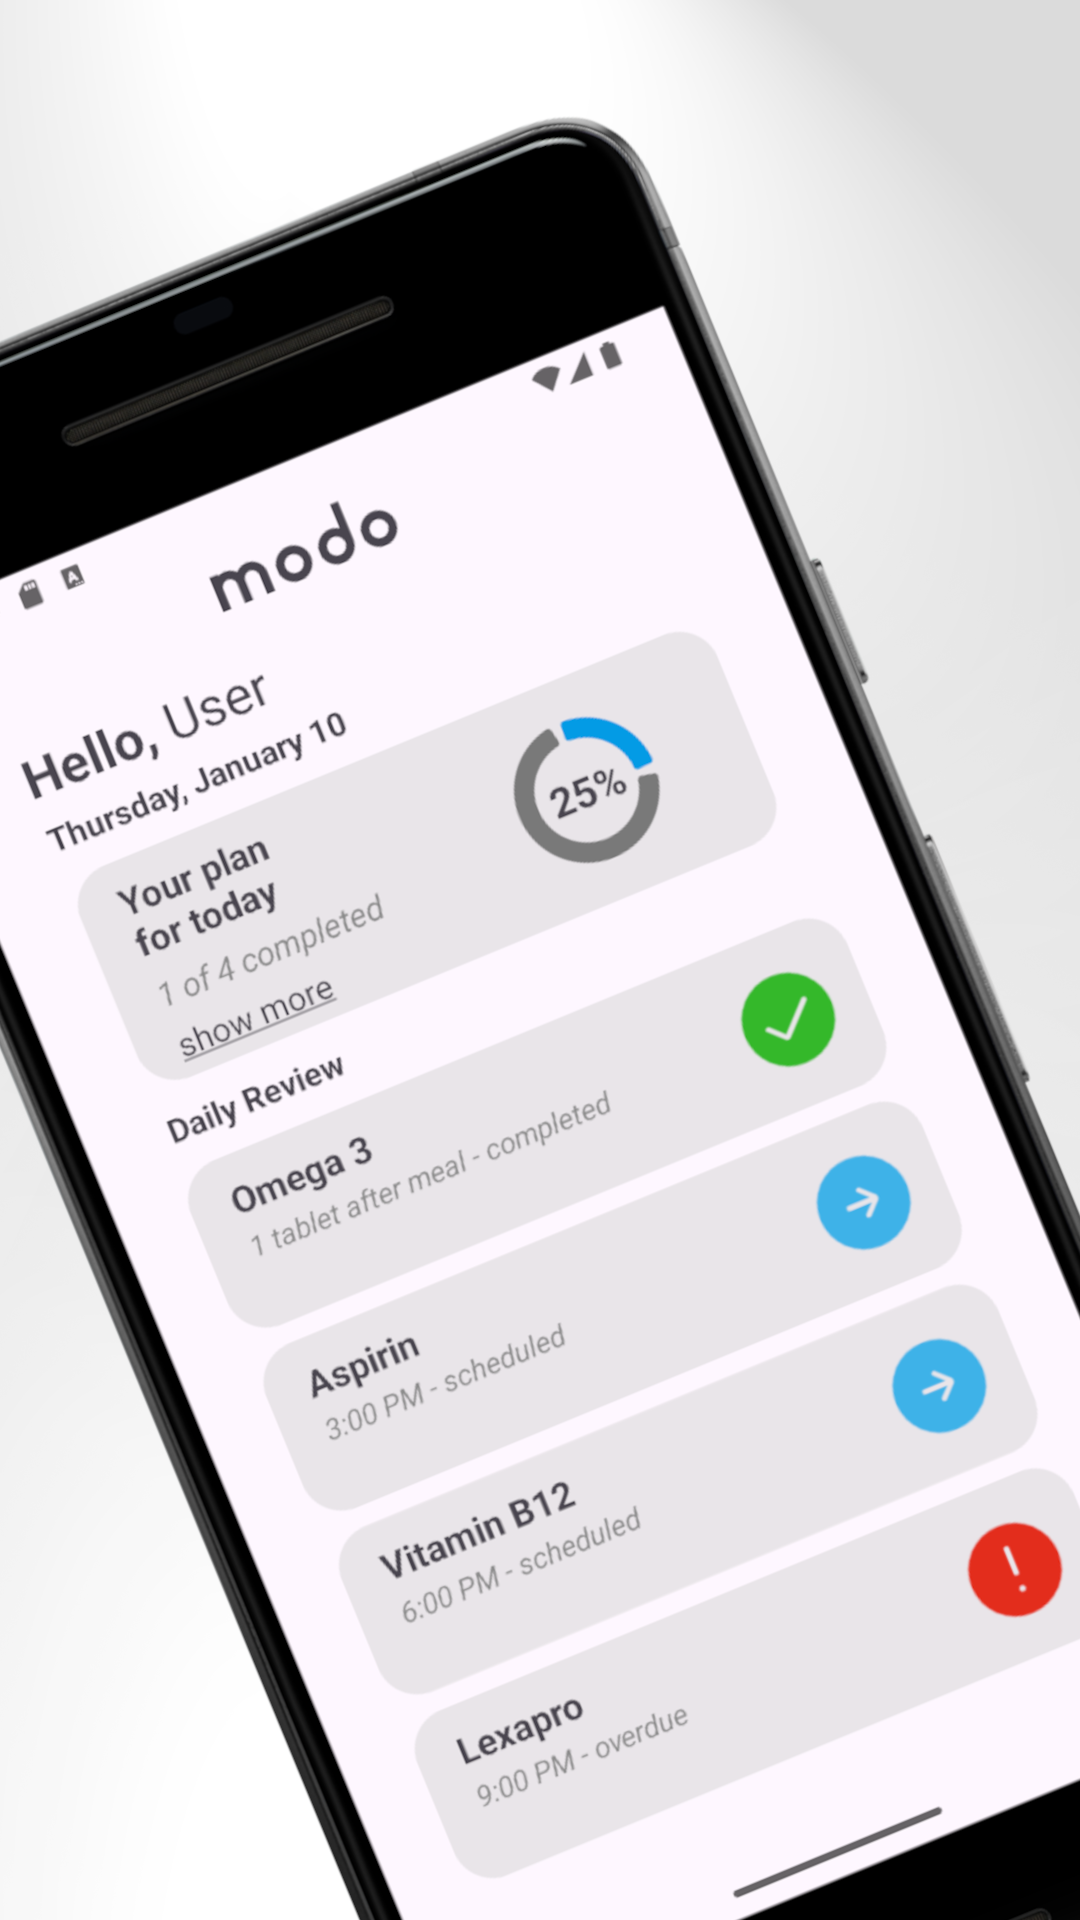 modo
Hello, User
Thursday, January 10
Your plan
for today
1 of 4 completed
show more
25%
Daily Review
Omega 3
1 tablet after meal - completed
Aspirin
3:00 PM - scheduled
Vitamin B12
6:00 PM - scheduled
Lexapro
9:00 PM - overdue